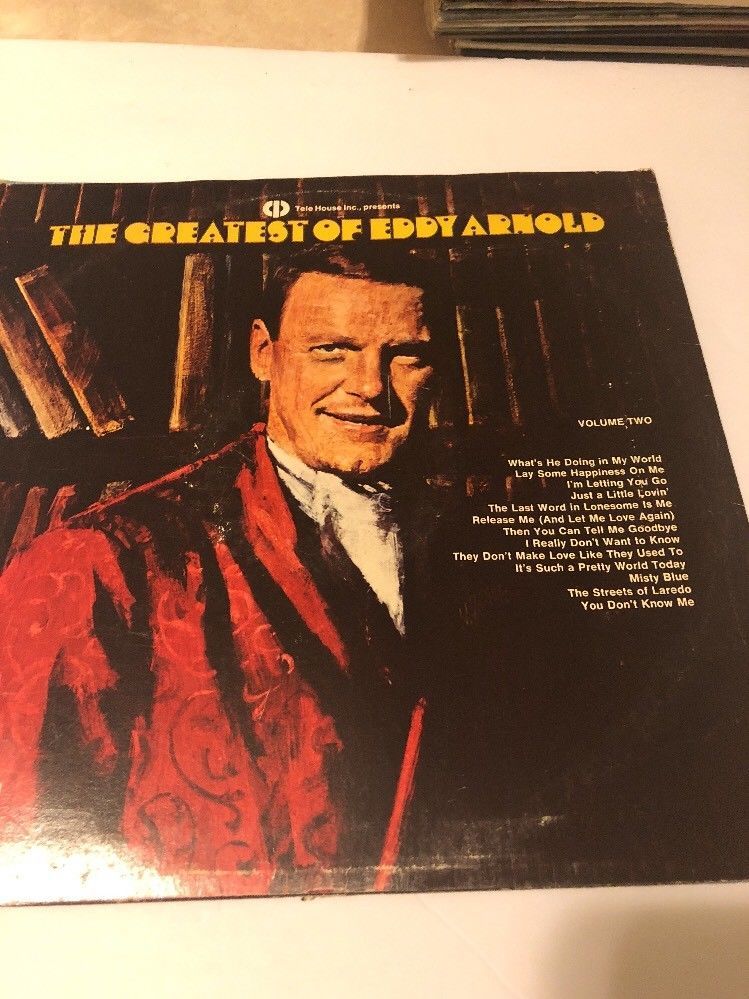 Tele House Inc., presents
THE GREATEST OF EDDY ARNOLD
VOLUME TWO
What's He Doing in My World
Lay Some Happiness On Me
I'm Letting You Go
Just a Little Lovin'
The Last Word in Lonesome Is Me
Release Me (And Let Me Love Again)
Then You Can Tell Me Goodbye
I Really Don't Want to Know
They Don't Make Love Like They Used To
It's Such a Pretty World Today
Misty Blue
The Streets of Laredo
You Don't Know Me